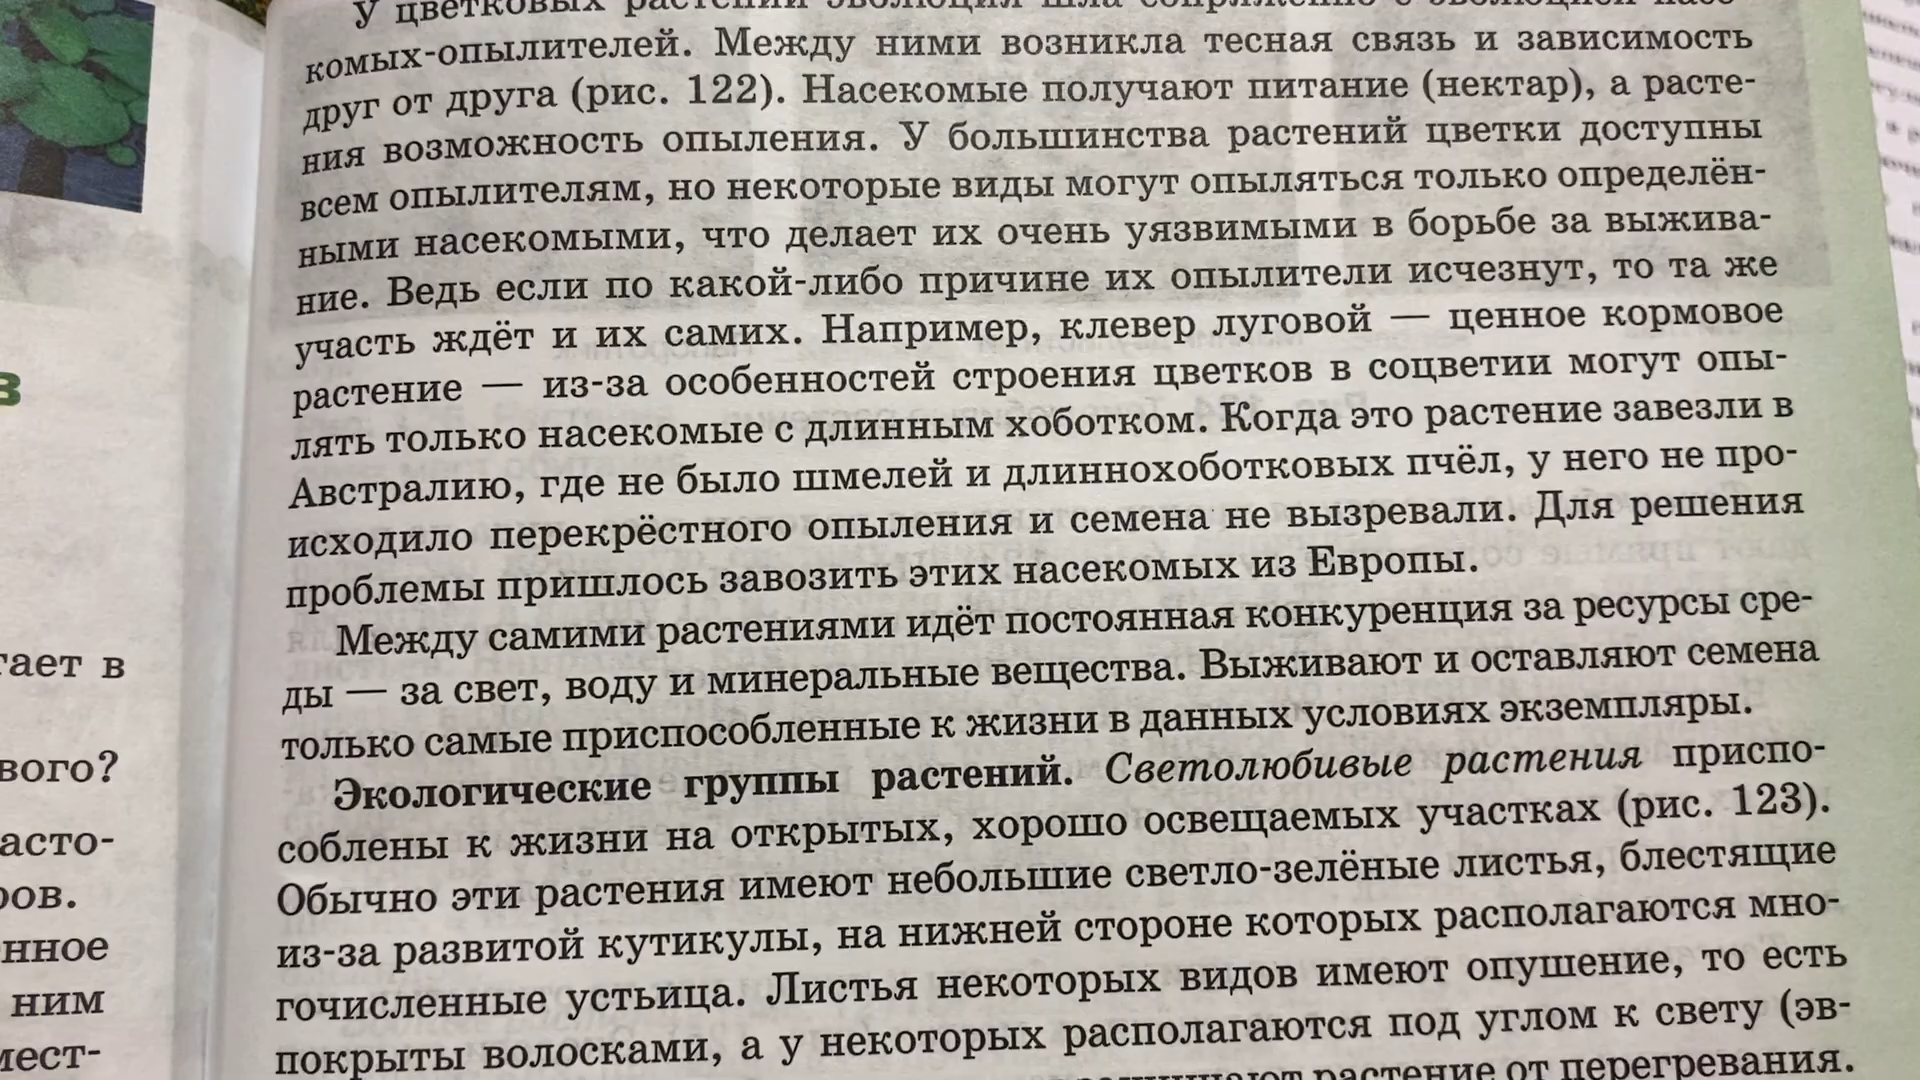 в
тает в
вого?
асто-
ров.
нное
ним
мест-
У цветковых растений эволюция шла сопряжённо с эволюцией насе-
комых-опылителей. Между ними возникла тесная связь и зависимость
друг от друга (рис. 122). Насекомые получают питание (нектар), а расте-
ния возможность опыления. У большинства растений цветки доступны
всем опылителям, но некоторые виды могут опыляться только определён-
ными насекомыми, что делает их очень уязвимыми в борьбе за выжива-
ние. Ведь если по какой-либо причине их опылители исчезнут, то та же
участь ждёт и их самих. Например, клевер луговой — ценное кормовое
растение — из-за особенностей строения цветков в соцветии могут опы-
лять только насекомые с длинным хоботком. Когда это растение завезли в
Австралию, где не было шмелей и длиннохоботковых пчёл, у него не про-
исходило перекрёстного опыления и семена не вызревали. Для решения
проблемы пришлось завозить этих насекомых из Европы.
Между самими растениями идёт постоянная конкуренция за ресурсы сре-
ды — за свет, воду и минеральные вещества. Выживают и оставляют семена
только самые приспособленные к жизни в данных условиях экземпляры.
Экологические группы растений. Светолюбивые растения приспо-
соблены к жизни на открытых, хорошо освещаемых участках (рис. 123).
Обычно эти растения имеют небольшие светло-зелёные листья, блестящие
из-за развитой кутикулы, на нижней стороне которых располагаются мно-
гочисленные устьица. Листья некоторых видов имеют опушение, то есть
покрыты волосками, а у некоторых располагаются под углом к свету (эв-
растение от перегревания.